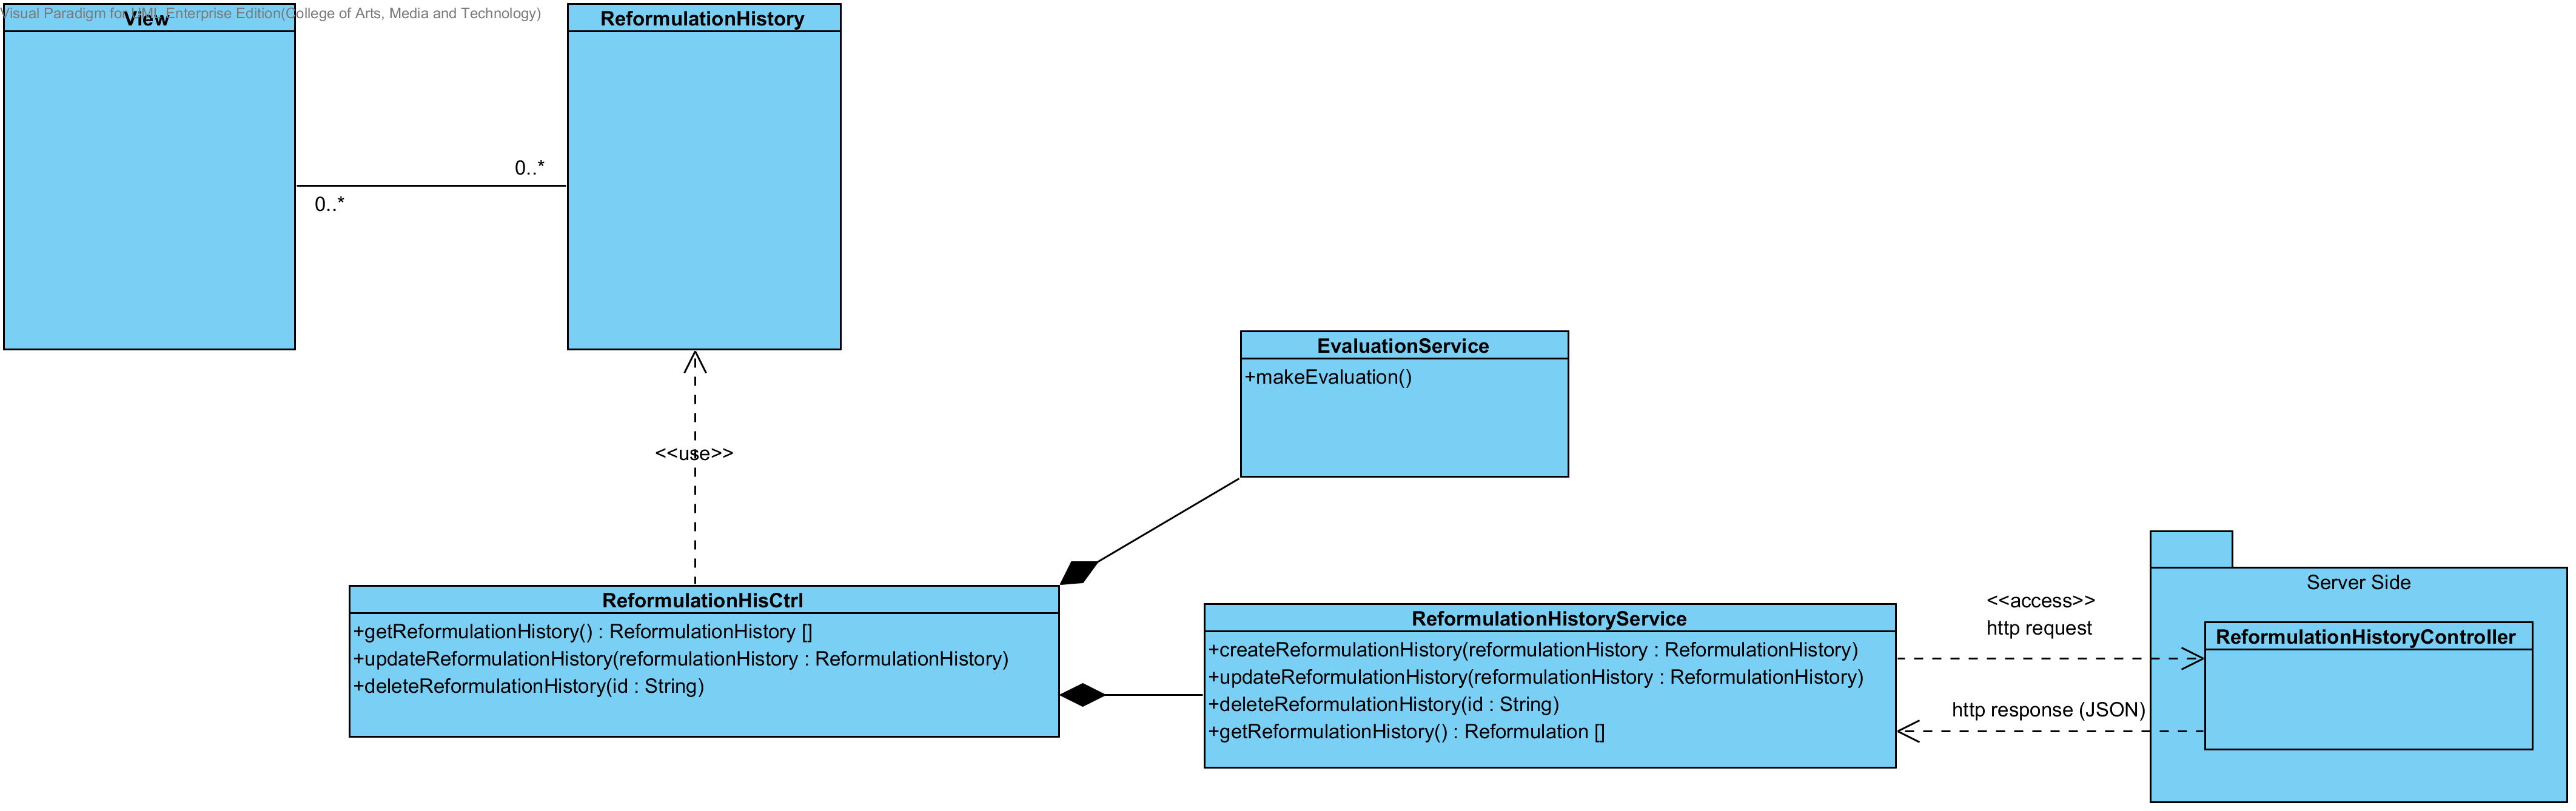 Visual Paradigm for UML Enterprise Edition(College of Arts, Media and Technology)
View
ReformulationHistory
0..*
0..*
<<use>>
EvaluationService
+makeEvaluation()
ReformulationHisCtrl
+getReformulationHistory() : ReformulationHistory []
+updateReformulationHistory(reformulationHistory : ReformulationHistory)
+deleteReformulationHistory(id : String)
ReformulationHistoryService
+createReformulationHistory(reformulationHistory : ReformulationHistory)
+updateReformulationHistory(reformulationHistory : ReformulationHistory)
+deleteReformulationHistory(id : String)
+getReformulationHistory() : Reformulation []
<<access>>
http request
http response (JSON)
Server Side
ReformulationHistoryController